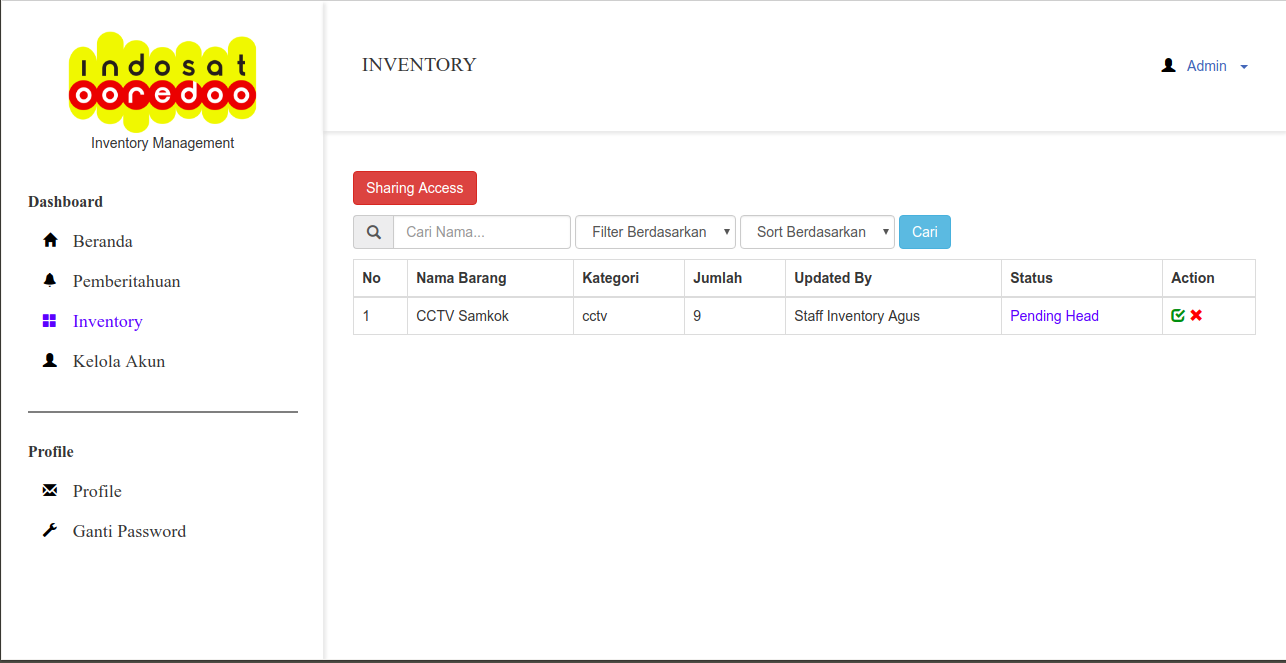 indosat
ooredoo
Inventory Management
Dashboard
Beranda
Pemberitahuan
Inventory
Kelola Akun
Profile
Profile
Ganti Password
INVENTORY
Admin
Sharing Access
Cari Nama... Filter Berdasarkan Sort Berdasarkan Cari
No Nama Barang Kategori Jumlah Updated By Status Action
1 CCTV Samkok cctv 9 Staff Inventory Agus Pending Head